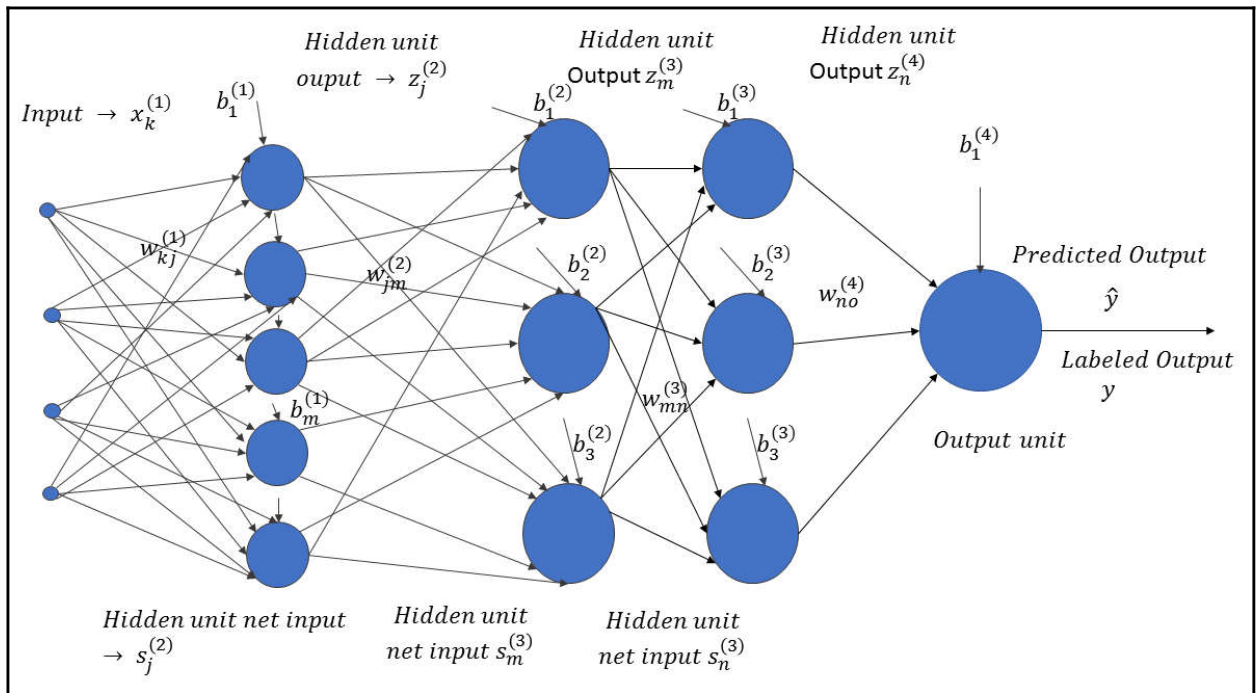 Hidden unit
ouput → z_j^(2)
Hidden unit
Output z_m^(3)
Hidden unit
Output z_n^(4)
Input → x_k^(1)
b_1^(1)
b_1^(2)
b_1^(3)
b_1^(4)
w_kj^(1)
w_jm^(2)
b_2^(2)
b_2^(3)
w_no^(4)
Predicted Output
ŷ
Labeled Output
y
b_m^(1)
w_mn^(3)
b_3^(2)
b_3^(3)
Output unit
Hidden unit net input
→ s_j^(2)
Hidden unit
net input s_m^(3)
Hidden unit
net input s_n^(3)